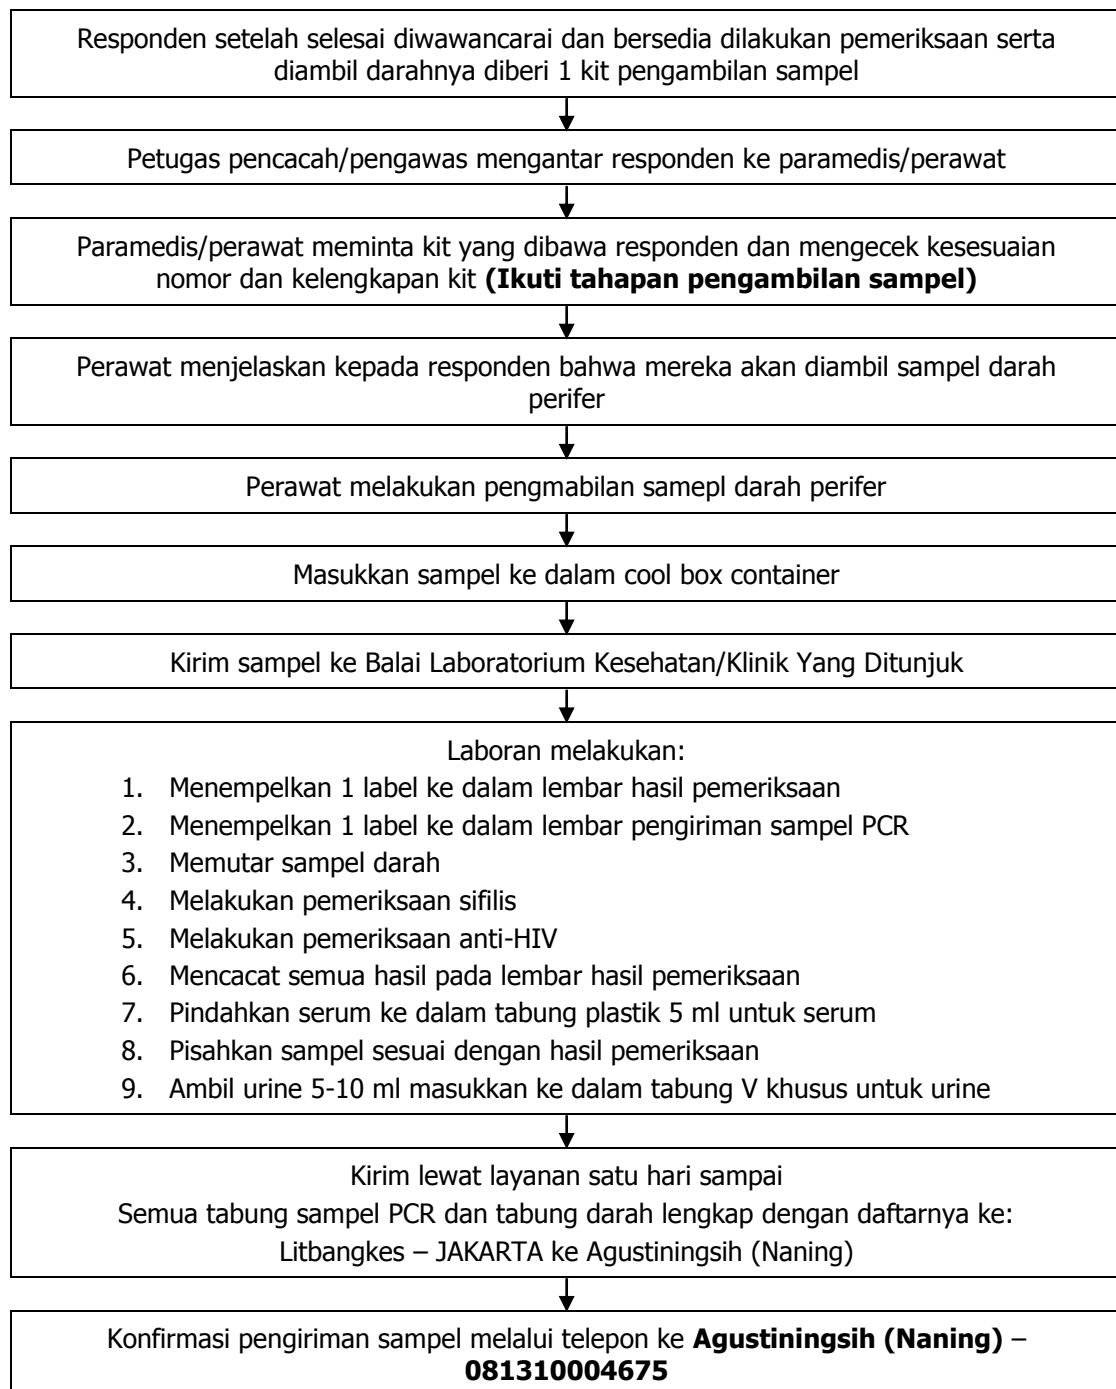 Responden setelah selesai diwawancarai dan bersedia dilakukan pemeriksaan serta
diambil darahnya diberi 1 kit pengambilan sampel
Petugas pencacah/pengawas mengantar responden ke paramedis/perawat
Paramedis/perawat meminta kit yang dibawa responden dan mengecek kesesuaian
nomor dan kelengkapan kit (Ikuti tahapan pengambilan sampel)
Perawat menjelaskan kepada responden bahwa mereka akan diambil sampel darah
perifer
Perawat melakukan pengmabilan samepl darah perifer
Masukkan sampel ke dalam cool box container
Kirim sampel ke Balai Laboratorium Kesehatan/Klinik Yang Ditunjuk
Laboran melakukan:
1. Menempelkan 1 label ke dalam lembar hasil pemeriksaan
2. Menempelkan 1 label ke dalam lembar pengiriman sampel PCR
3. Memutar sampel darah
4. Melakukan pemeriksaan sifilis
5. Melakukan pemeriksaan anti-HIV
6. Mencacat semua hasil pada lembar hasil pemeriksaan
7. Pindahkan serum ke dalam tabung plastik 5 ml untuk serum
8. Pisahkan sampel sesuai dengan hasil pemeriksaan
9. Ambil urine 5-10 ml masukkan ke dalam tabung V khusus untuk urine
Kirim lewat layanan satu hari sampai
Semua tabung sampel PCR dan tabung darah lengkap dengan daftarnya ke:
Litbangkes – JAKARTA ke Agustiningsih (Naning)
Konfirmasi pengiriman sampel melalui telepon ke Agustiningsih (Naning) –
081310004675